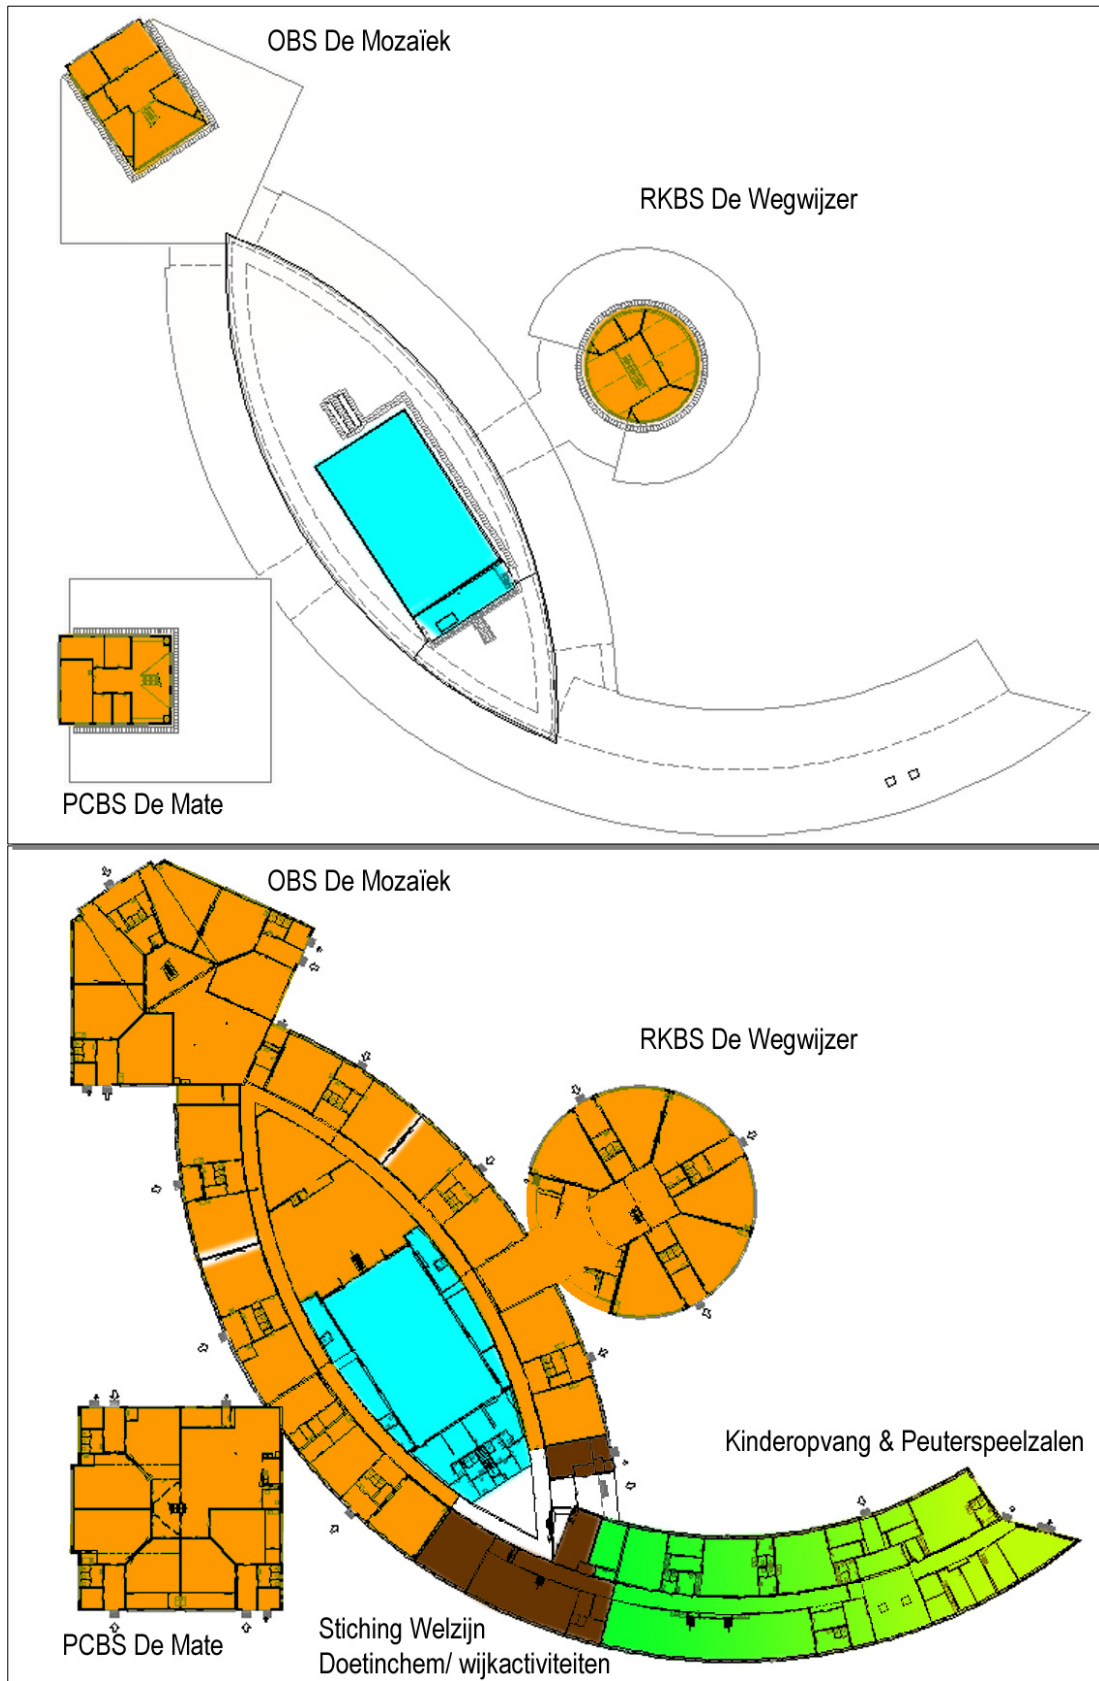 OBS De Mozaïek
RKBS De Wegwijzer
PCBS De Mate
OBS De Mozaïek
RKBS De Wegwijzer
Kinderopvang & Peuterspeelzalen
PCBS De Mate
Stiching Welzijn
Doetinchem/ wijkactiviteiten